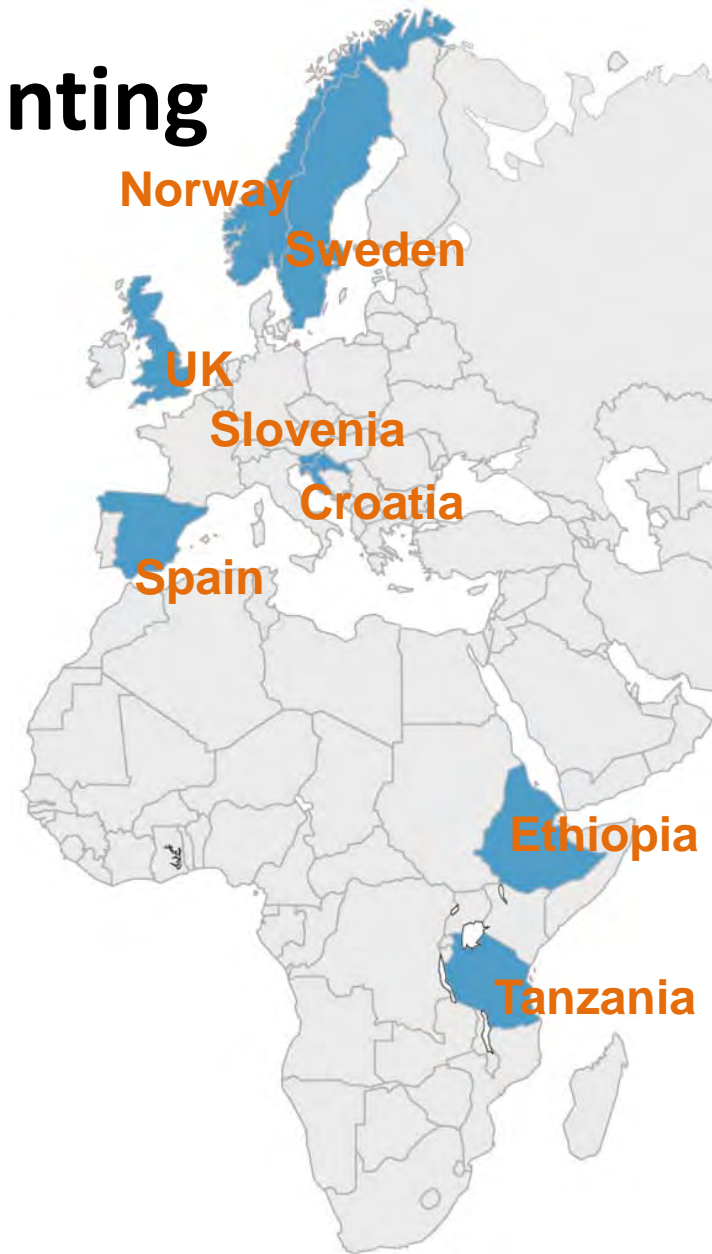 nting
Norway
Sweden
UK
Slovenia
Croatia
Spain
Ethiopia
Tanzania